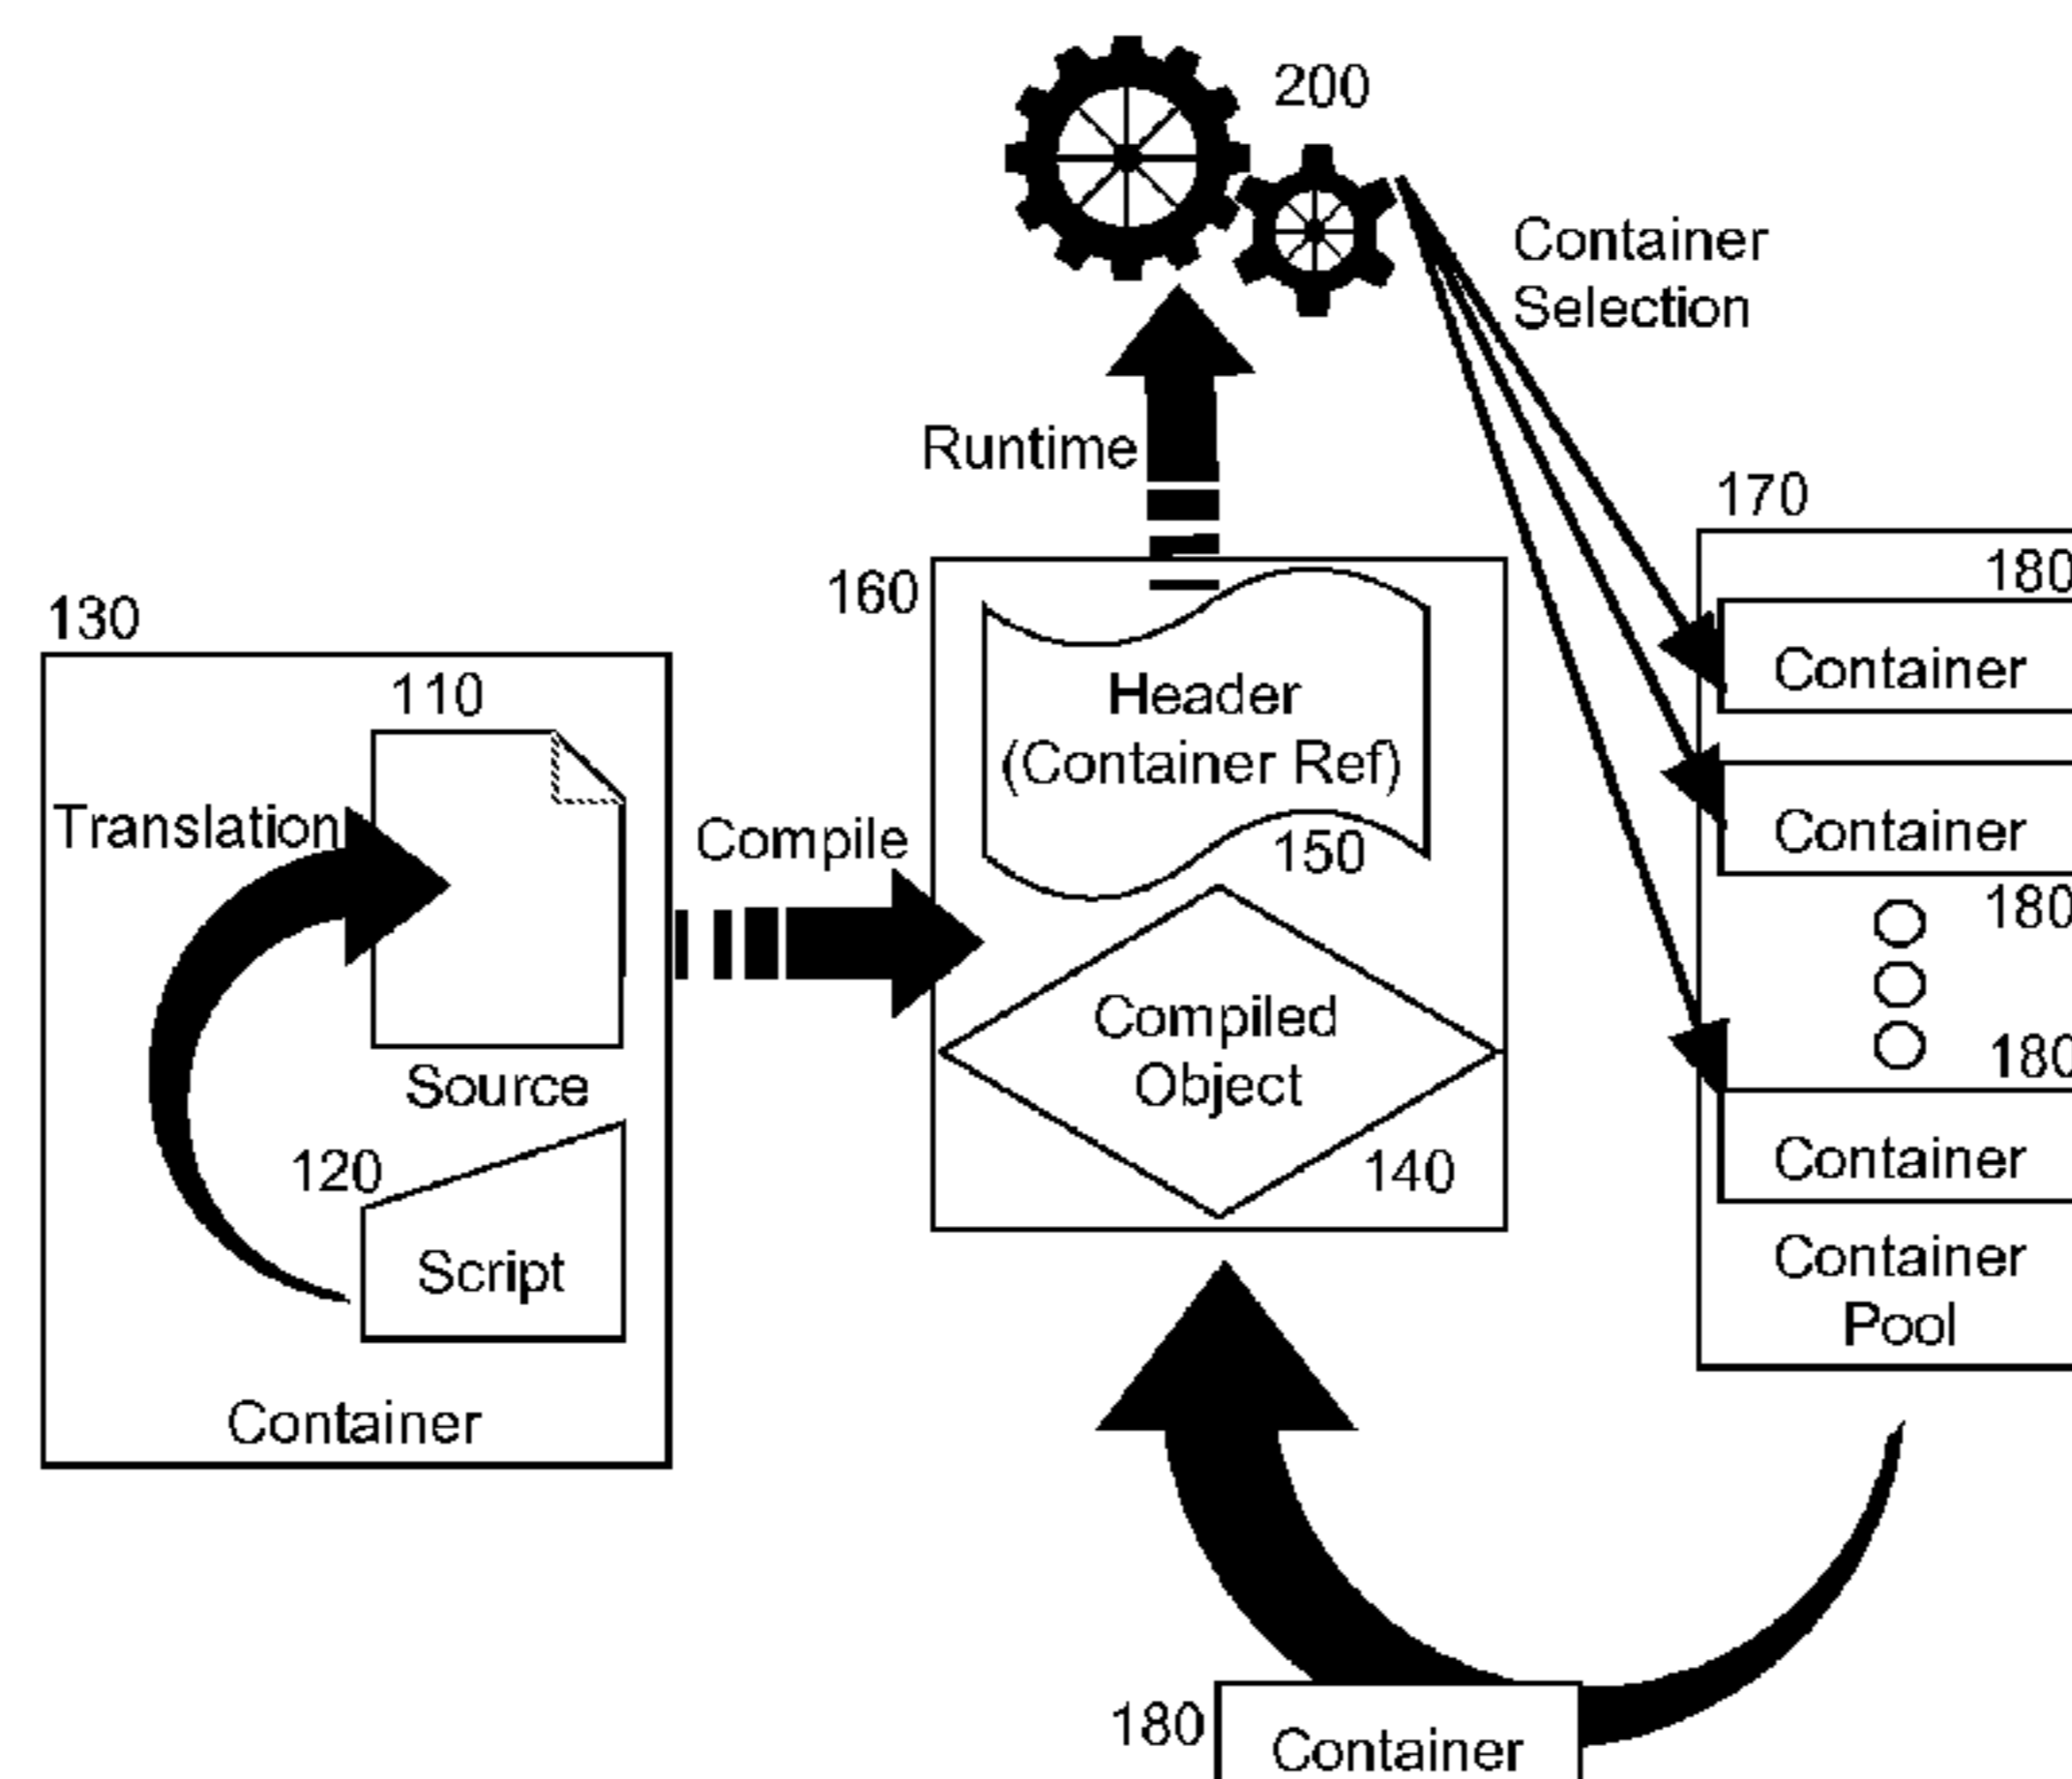 200
Container
Selection
Runtime
170
160
180
130
Header
(Container Ref)
150
Container
110
Translation
Compile
Container
180
Source
Compiled
Object
140
180
Container
120
Script
Container
Pool
Container
180
Container